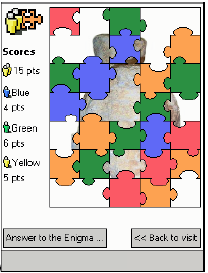 Scores
15 pts
Blue
4 pts
Green
6 pts
Yellow
5 pts
Answer to the Enigma ...
<< Back to visit